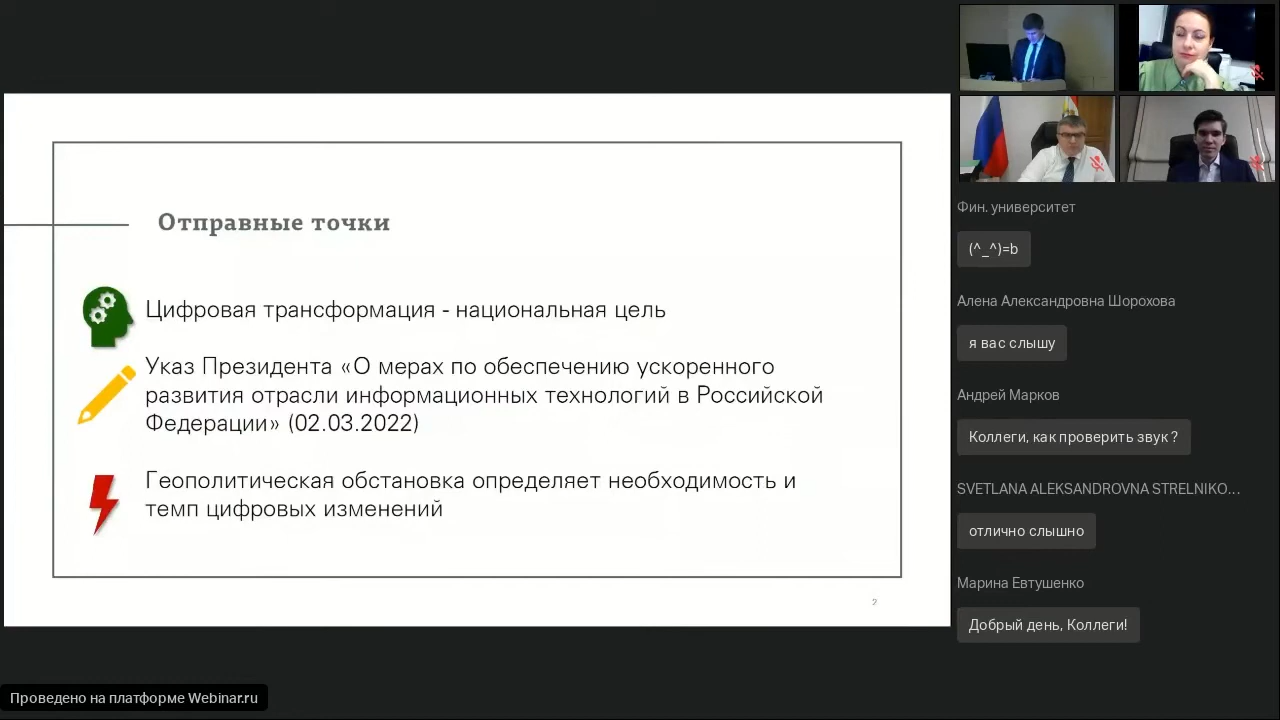 Отправные точки
Цифровая трансформация - национальная цель
Указ Президента «О мерах по обеспечению ускоренного
развития отрасли информационных технологий в Российской
Федерации» (02.03.2022)
Геополитическая обстановка определяет необходимость и
темп цифровых изменений
2
Фин. университет
(^_^)=b
Алена Александровна Шорохова
я вас слышу
Андрей Марков
Коллеги, как проверить звук ?
SVETLANA ALEKSANDROVNA STRELNIKO...
отлично слышно
Марина Евтушенко
Добрый день, Коллеги!
Проведено на платформе Webinar.ru